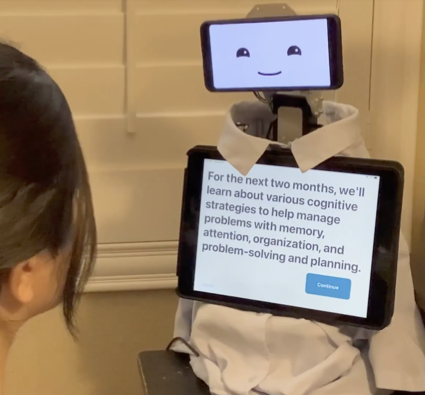 For the next two months, we'll
learn about various cognitive
strategies to help manage
problems with memory,
attention, organization, and
problem-solving and planning.
Continue